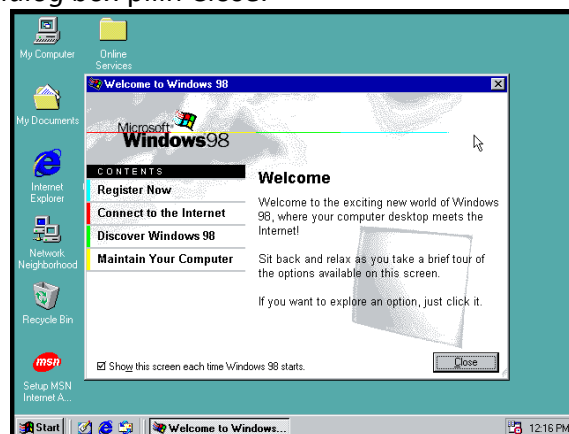 My Computer
Online
Services
My Documents
Internet
Explorer
Network
Neighborhood
Recycle Bin
msn
Setup MSN
Internet A...
Welcome to Windows 98
Microsoft
Windows98
CONTENTS
Register Now
Connect to the Internet
Discover Windows 98
Maintain Your Computer
Welcome
Welcome to the exciting new world of Windows
98, where your computer desktop meets the
Internet!
Sit back and relax as you take a brief tour of
the options available on this screen.
If you want to explore an option, just click it.
Show this screen each time Windows 98 starts.
Close
Start
Welcome to Windows...
12:16 PM